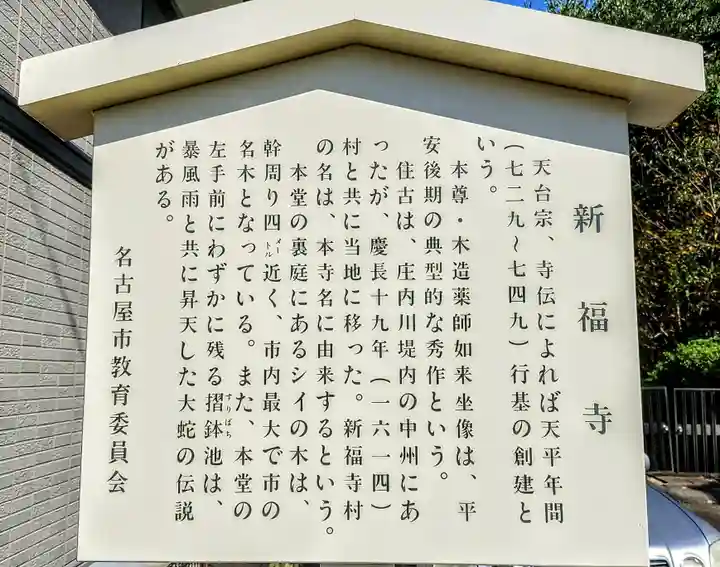 新福寺
天台宗、寺伝によれば天平年間
(七二九〜七四九)行基の創建と
いう。
本尊・木造薬師如来坐像は、平
安後期の典型的な秀作という。
住古は、庄内川堤内の中州にあ
ったが、慶長十九年(一六一四)
村と共に当地に移った。新福寺村
の名は、本寺名に由来するという。
本堂の裏庭にあるシイの木は、
幹周り四メートル近く、市内最大で市の
名木となっている。また、本堂の
左手前にわずかに残る摺鉢池は、
すりばち
暴風雨と共に昇天した大蛇の伝説
がある。
名古屋市教育委員会